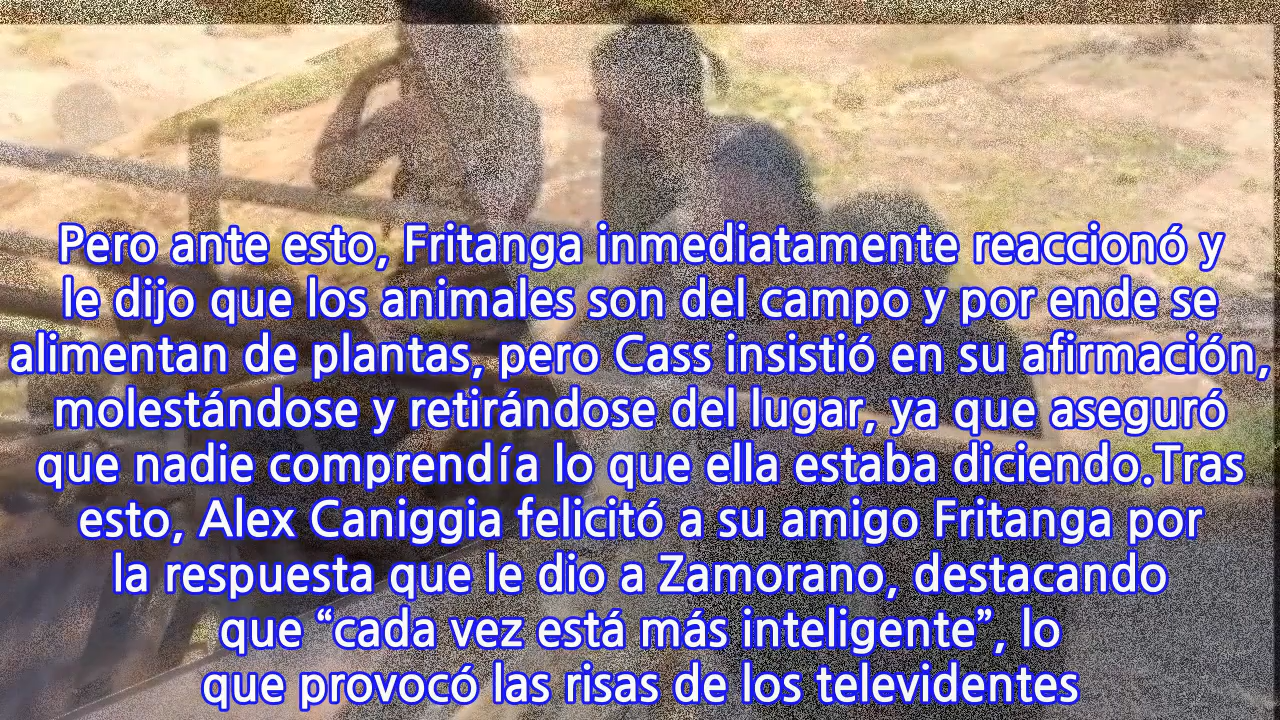 Pero ante esto, Fritanga inmediatamente reaccionó y
le dijo que los animales son del campo y por ende se
alimentan de plantas, pero Cass insistió en su afirmación,
molestándose y retirándose del lugar, ya que aseguró
que nadie comprendía lo que ella estaba diciendo.Tras
esto, Alex Caniggia felicitó a su amigo Fritanga por
la respuesta que le dio a Zamorano, destacando
que “cada vez está más inteligente”, lo
que provocó las risas de los televidentes